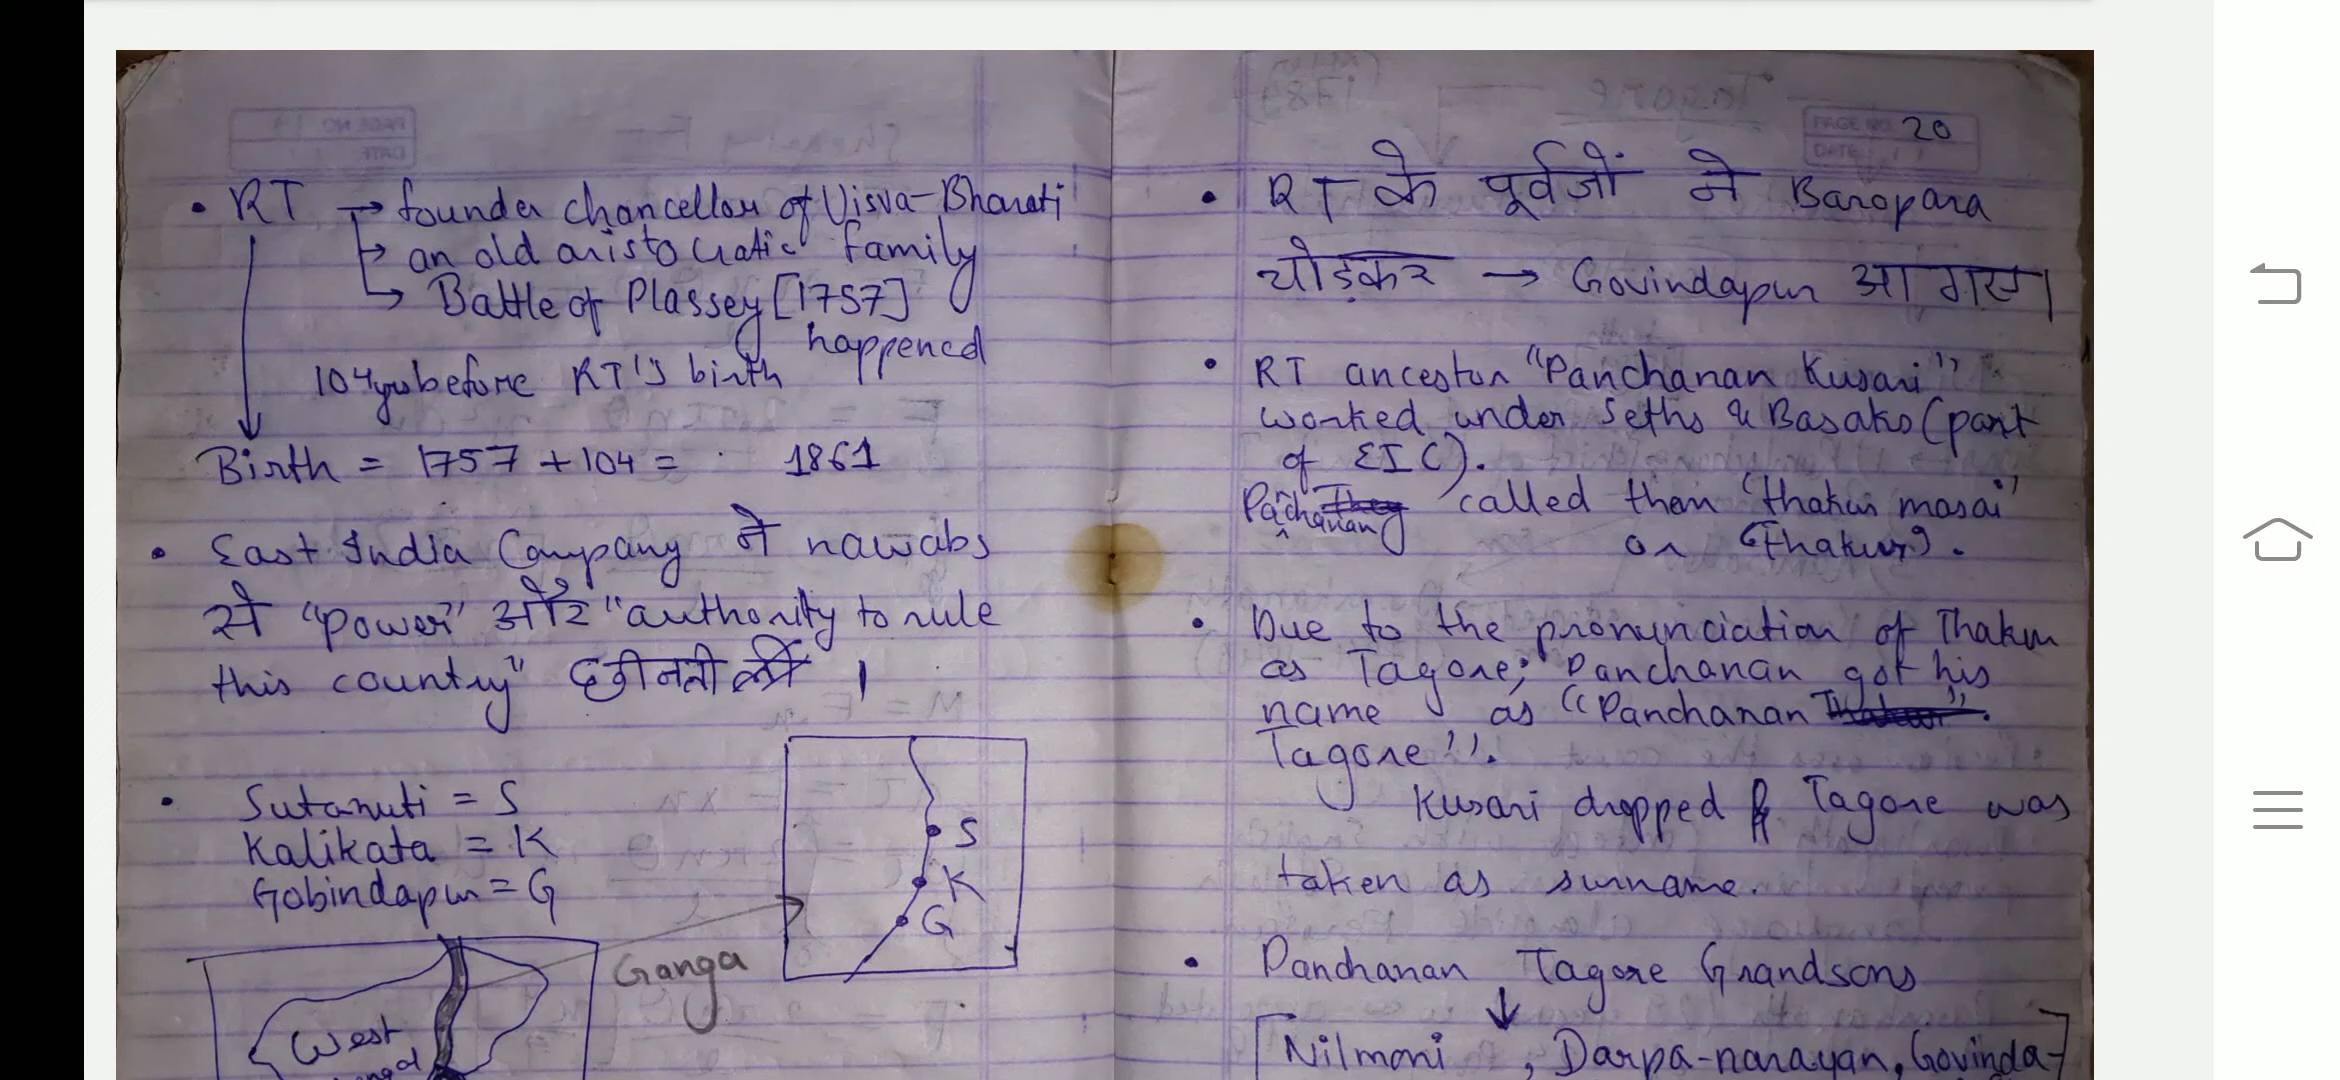 RT → founder chancellor of Visva-Bharati
→ an old aristocratic family
→ Battle of Plassey [1757]
happened
104yrs before RT'S birth
Birth = 1757 + 104 = 1861
East India Company ने nawabs
से "power" और "authority to rule
this country" छीनती ली ।
Sutanuti = S
Kalikata = K
Gobindapur = G
S
K
G
Ganga
West
PAGE NO. 20
DATE
RT के पूर्वजों ने Baropara
छोड़कर → Govindapur आ गए।
RT ancestor "Panchanan Kusari"
worked under Seths & Basaks (part
of EIC).
Pachanan called them 'thakur masai'
or 'Thakur'.
Due to the pronunciation of Thakur
as Tagore; Panchanan got his
name as "Panchanan
Tagore".
Kusari dropped & Tagore was
taken as surname.
Panchanan Tagore Grandsons
↓
[Nilmoni, Darpa-narayan, Govinda-]